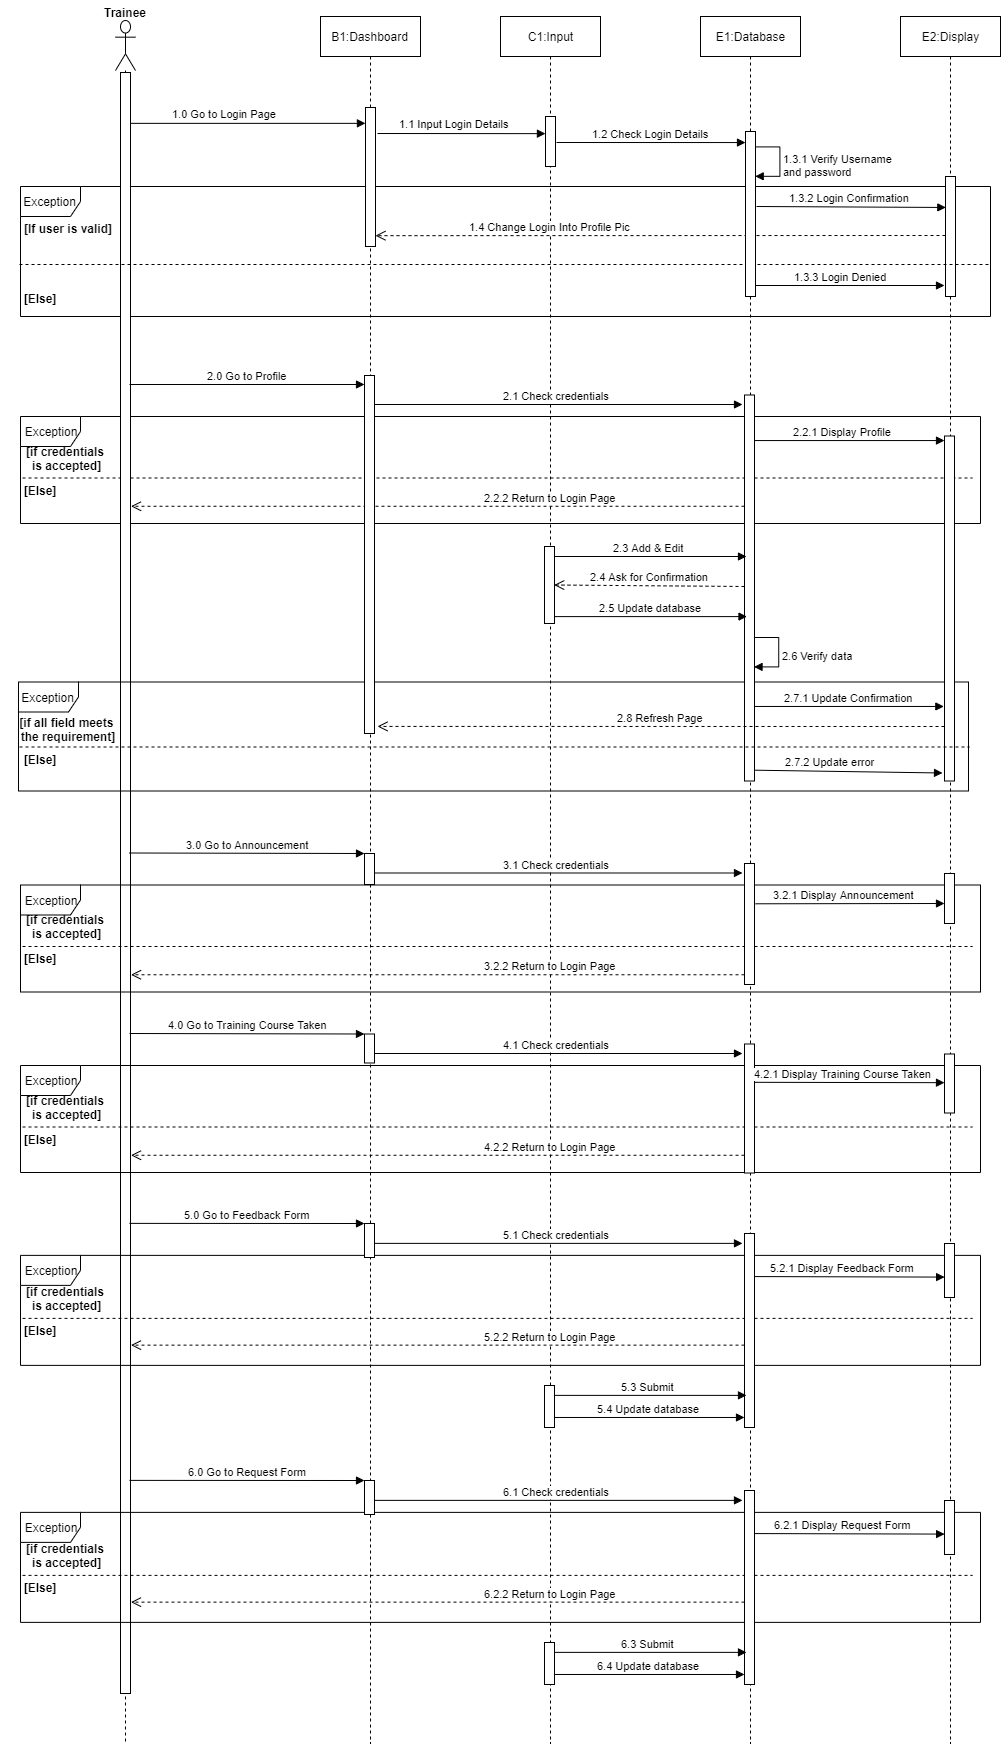 Trainee
B1:Dashboard
C1:Input
E1:Database
E2:Display
1.0 Go to Login Page
1.1 Input Login Details
1.2 Check Login Details
1.3.1 Verify Username
and password
Exception
1.3.2 Login Confirmation
[If user is valid]
1.4 Change Login Into Profile Pic
1.3.3 Login Denied
[Else]
2.0 Go to Profile
2.1 Check credentials
Exception
2.2.1 Display Profile
[if credentials
is accepted]
[Else]
2.2.2 Return to Login Page
2.3 Add & Edit
2.4 Ask for Confirmation
2.5 Update database
2.6 Verify data
Exception
2.7.1 Update Confirmation
2.8 Refresh Page
[if all field meets
the requirement]
[Else]
2.7.2 Update error
3.0 Go to Announcement
3.1 Check credentials
Exception
3.2.1 Display Announcement
[if credentials
is accepted]
[Else]
3.2.2 Return to Login Page
4.0 Go to Training Course Taken
4.1 Check credentials
Exception
4.2.1 Display Training Course Taken
[if credentials
is accepted]
[Else]
4.2.2 Return to Login Page
5.0 Go to Feedback Form
5.1 Check credentials
Exception
5.2.1 Display Feedback Form
[if credentials
is accepted]
[Else]
5.2.2 Return to Login Page
5.3 Submit
5.4 Update database
6.0 Go to Request Form
6.1 Check credentials
Exception
6.2.1 Display Request Form
[if credentials
is accepted]
[Else]
6.2.2 Return to Login Page
6.3 Submit
6.4 Update database